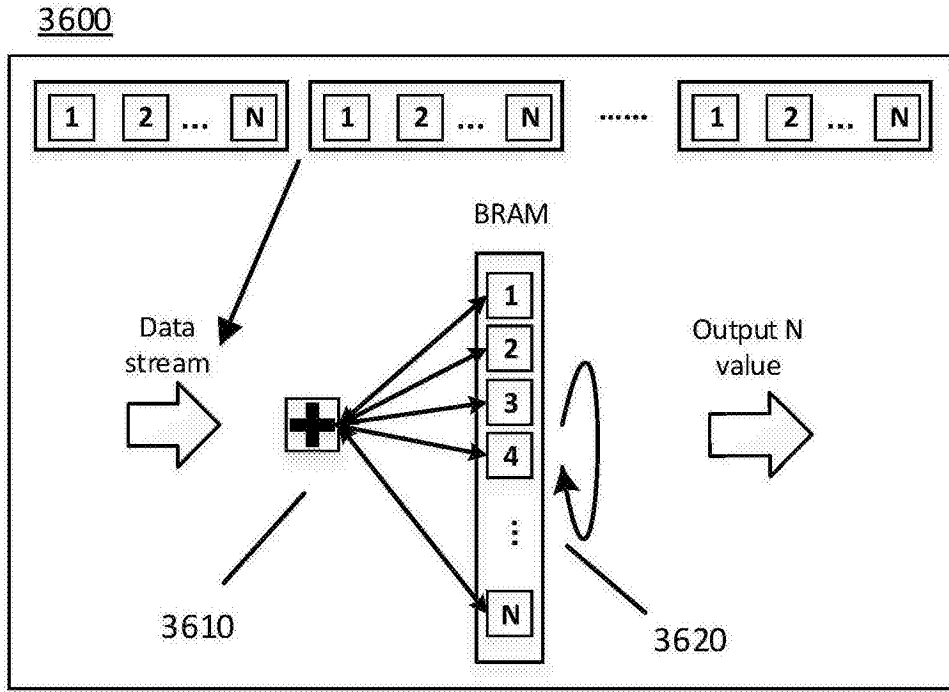 3600
1 2 ... N 1 2 ... N ...... 1 2 ... N
BRAM
1
Data
stream
Output N
value
2
3
4
...
N
3610
3620